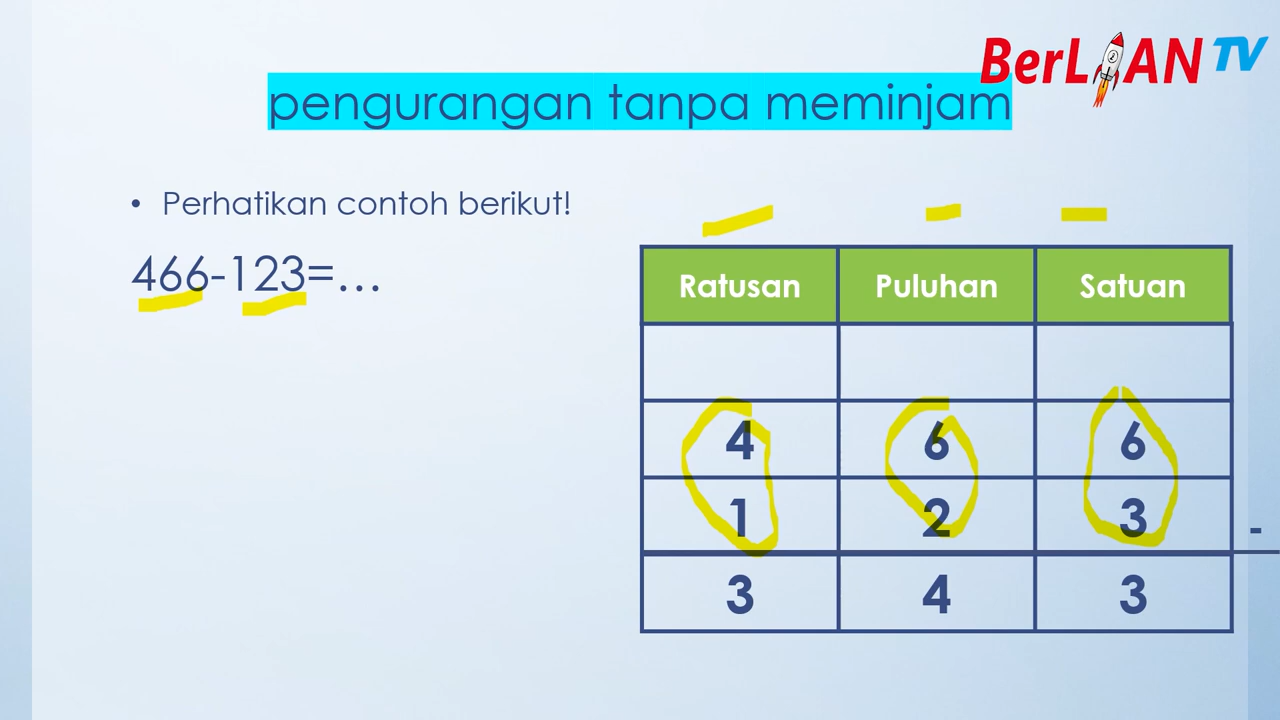 BerLIAN TV
pengurangan tanpa meminjam
• Perhatikan contoh berikut!
466-123=...
Ratusan Puluhan Satuan
4 6 6
1 2 3 -
3 4 3